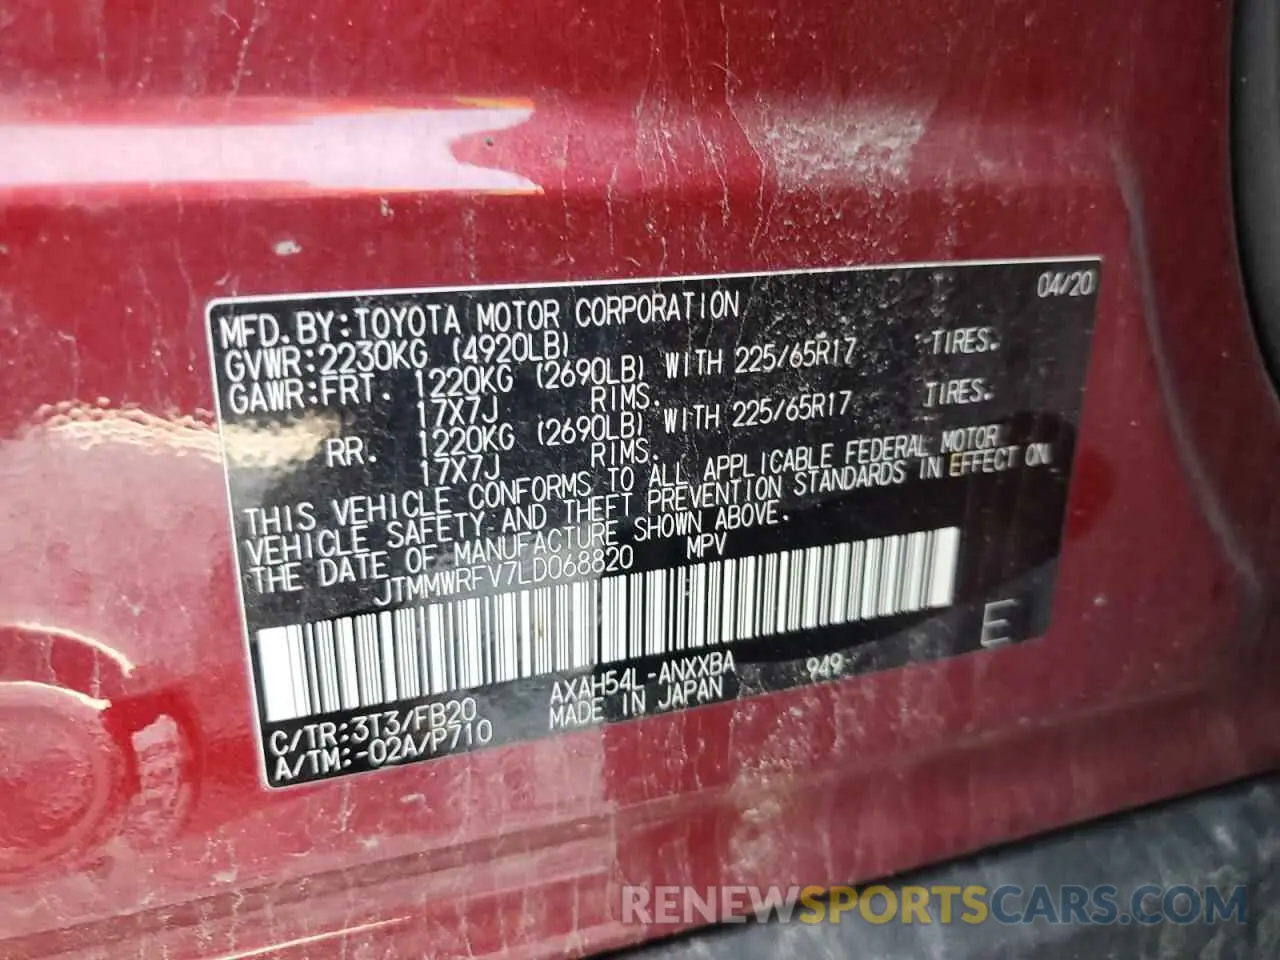 04/20
MFD.BY:TOYOTA MOTOR CORPORATION
GVWR:2230KG (4920LB)
GAWR:FRT. 1220KG (2690LB) WITH 225/65R17 TIRES.
17X7J RIMS.
RR. 1220KG (2690LB) WITH 225/65R17 TIRES.
17X7J RIMS.
THIS VEHICLE CONFORMS TO ALL APPLICABLE FEDERAL MOTOR
VEHICLE SAFETY AND THEFT PREVENTION STANDARDS IN EFFECT ON
THE DATE OF MANUFACTURE SHOWN ABOVE.
JTMMWRFV7LD068820 MPV
E
C/TR:3T3/FB20 AXAH54L-ANXXBA 949
A/TM:-02A/P710 MADE IN JAPAN
RENEWSPORTSCARS.COM